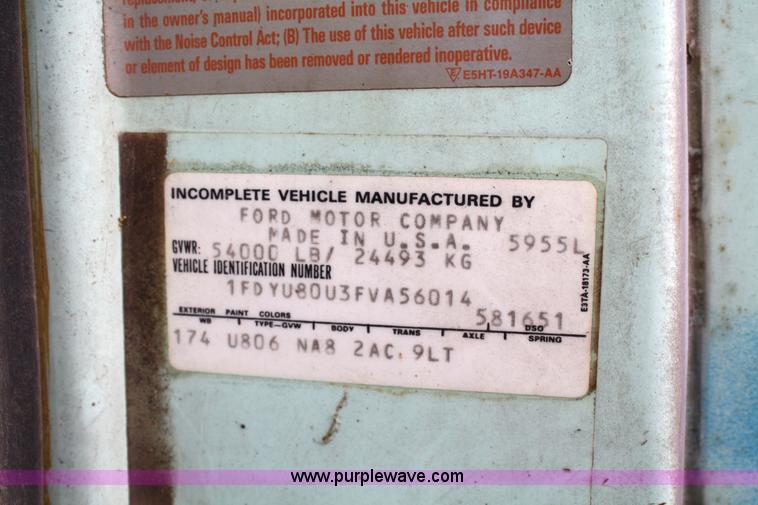 in the owner's manual) incorporated into this vehicle in compliance
with the Noise Control Act; (B) The use of this vehicle after such device
or element of design has been removed or rendered inoperative.
E5HT-19A347-AA
INCOMPLETE VEHICLE MANUFACTURED BY
FORD MOTOR COMPANY
MADE IN U.S.A. 5955L
GVWR: 54000 LB/ 24493 KG
VEHICLE IDENTIFICATION NUMBER
1FDYU80U3FVA56014
E3TA-18173-AA
581651
EXTERIOR PAINT COLORS DSO
WB TYPE-GVW BODY TRANS AXLE SPRING
174 U806 NA8 2AC 9LT
www.purplewave.com